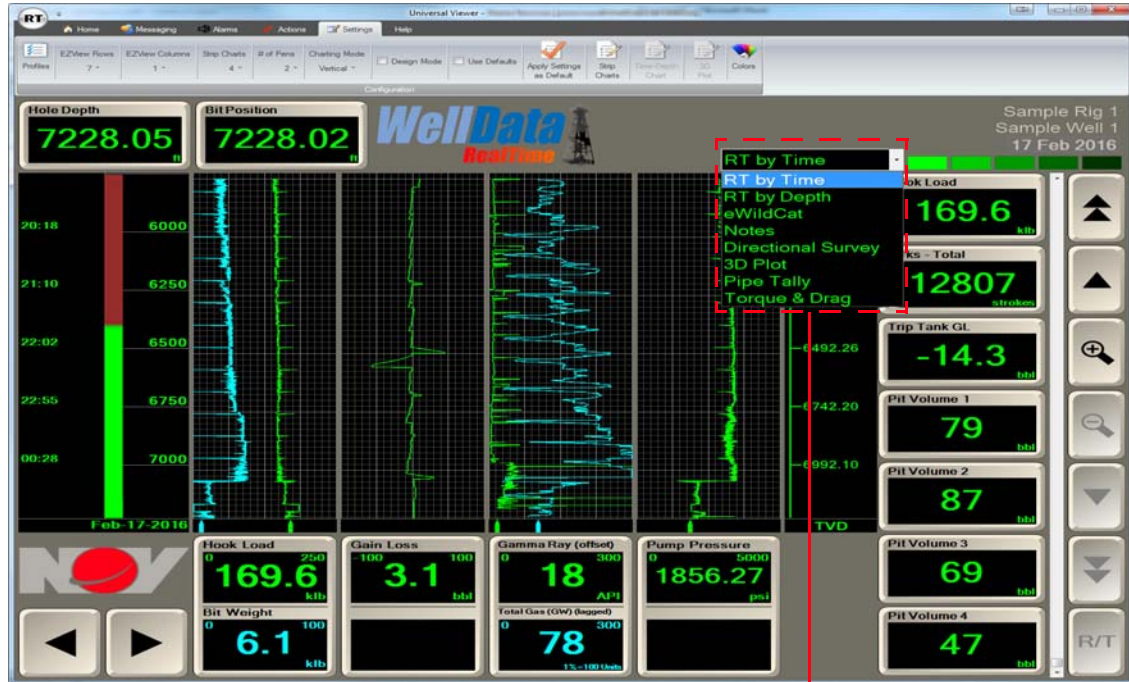 RT
Universal Viewer -
Home
Messaging
Alarms
Actions
Settings
Help
Profiles
EZView Rows
7
EZView Columns
1
Strip Charts
4
# of Pens
2
Charting Mode
Vertical
Design Mode
Use Defaults
Apply Settings
as Default
Strip
Charts
Time Depth
Chart
3D
Plot
Colors
Configuration
Hole Depth
7228.05
ft
Bit Position
7228.02
ft
WellData
RealTime
Sample Rig 1
Sample Well 1
17 Feb 2016
RT by Time
RT by Time
RT by Depth
eWildCat
Notes
Directional Survey
3D Plot
Pipe Tally
Torque & Drag
20:18
21:10
22:02
22:55
00:28
6000
6250
6500
6750
7000
Feb-17-2016
6492.26
6742.20
6992.10
TVD
ok Load
169.6
klb
ks - Total
12807
strokes
Trip Tank GL
-14.3
bbl
Pit Volume 1
79
bbl
Pit Volume 2
87
bbl
Pit Volume 3
69
bbl
Pit Volume 4
47
bbl
R/T
NOV
Hook Load
0 250
169.6
klb
Bit Weight
0 100
6.1
klb
Gain Loss
-100 100
3.1
bbl
Gamma Ray (offset)
0 300
18
API
Total Gas (GW) (lagged)
0 300
78
1%=100 Units
Pump Pressure
0 5000
1856.27
psi